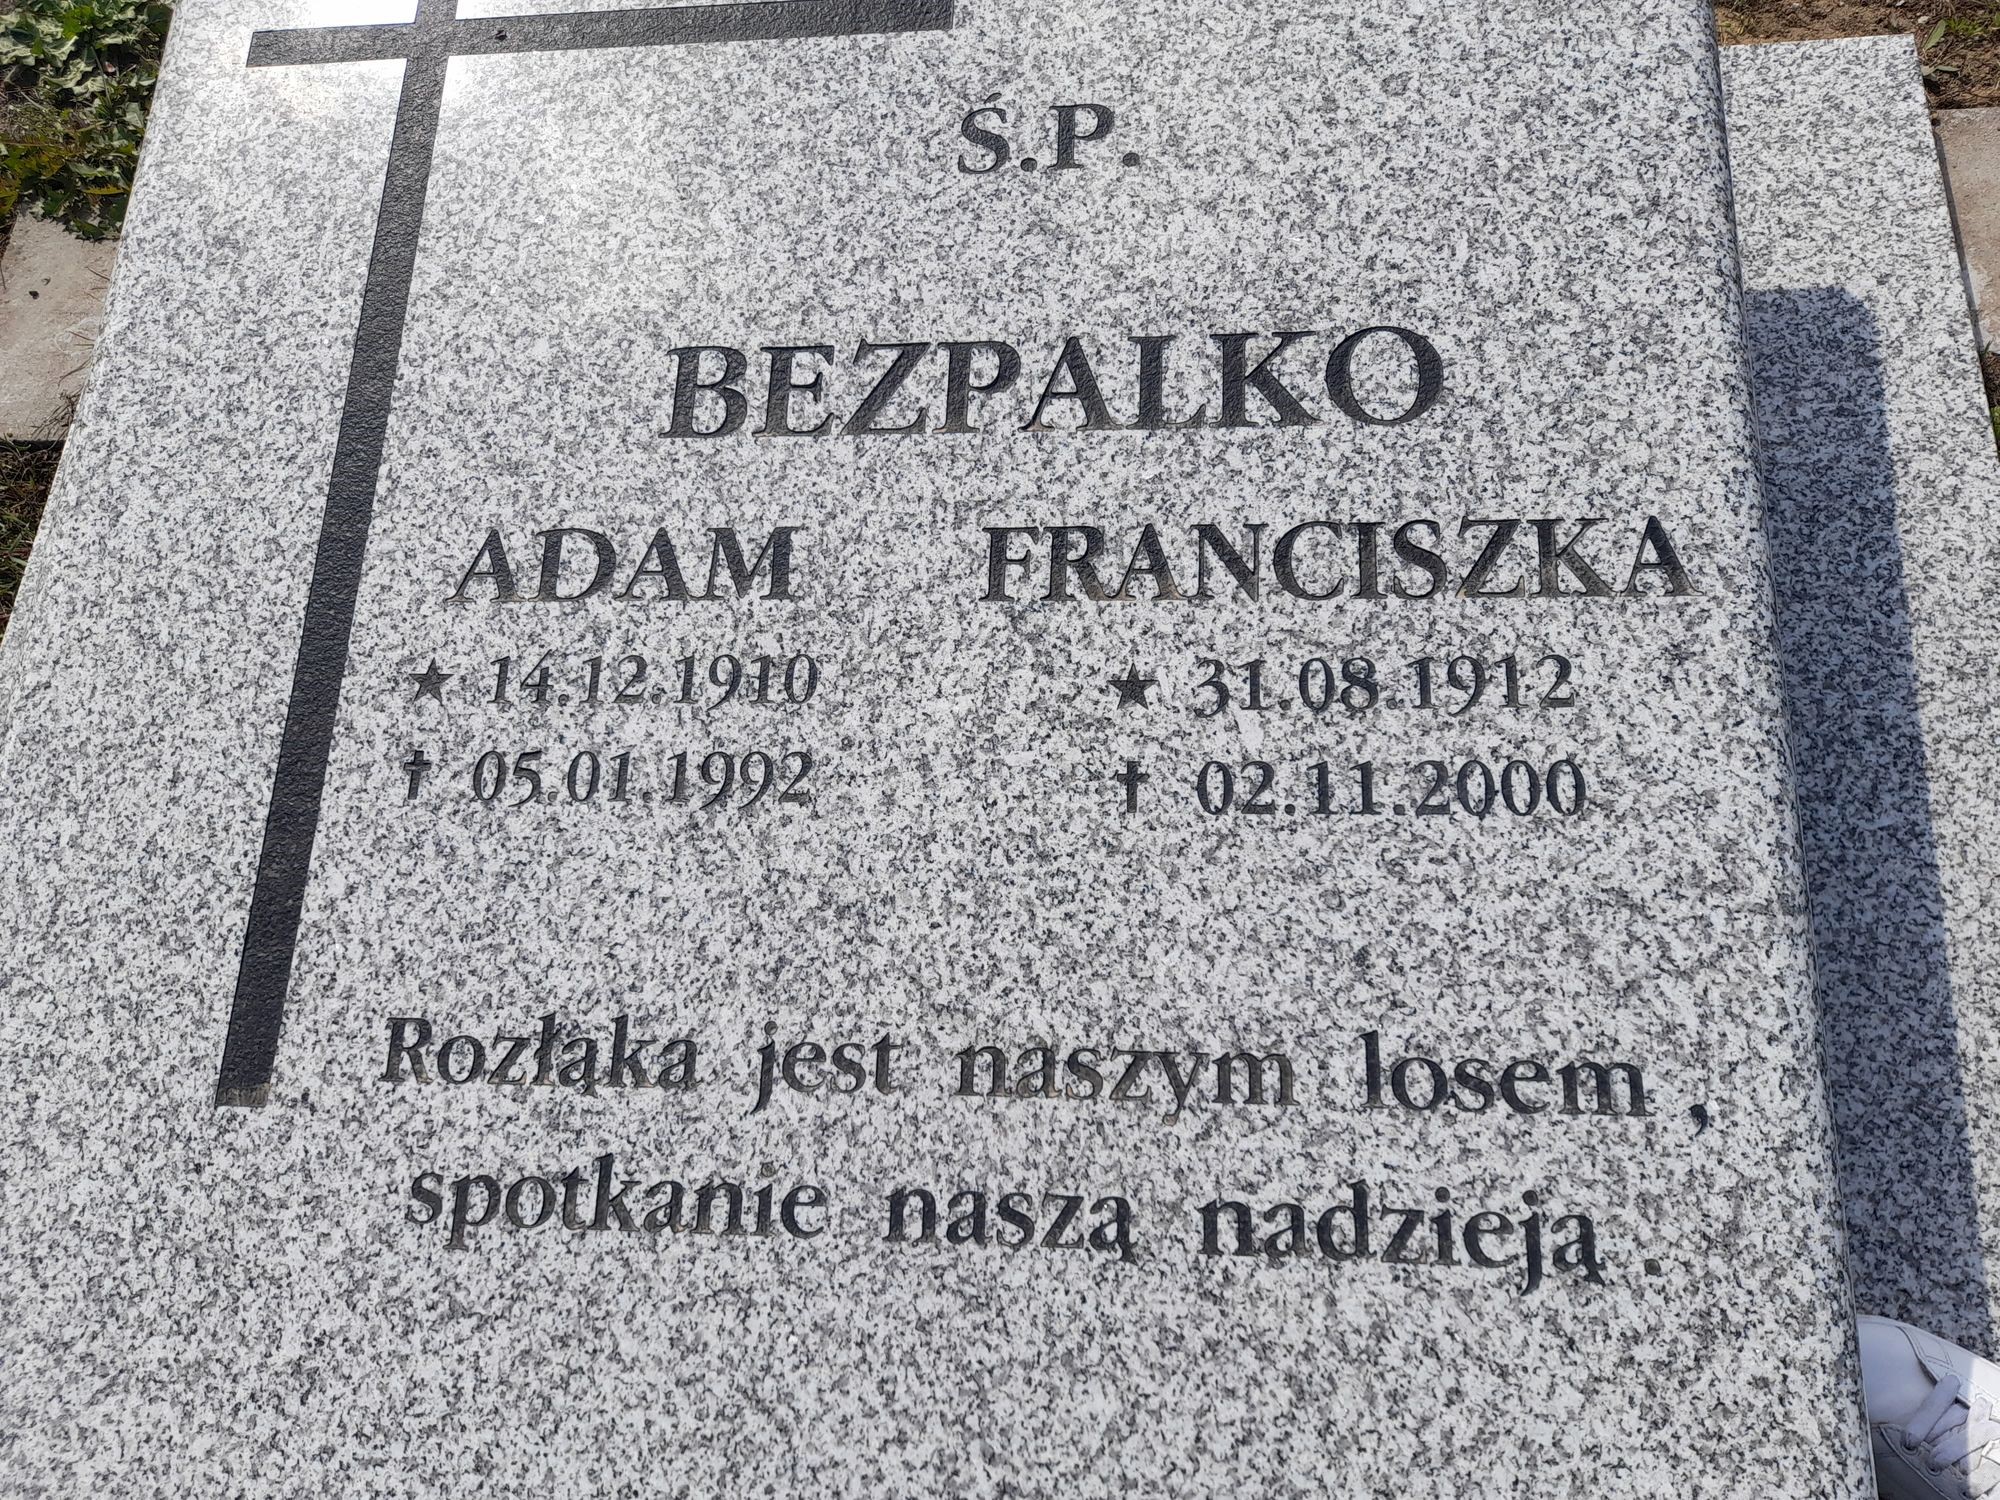 Ś.P.
BEZPALKO
ADAM FRANCISZKA
★ 14.12.1910 ★ 31.08.1912
✝ 05.01.1992 ✝ 02.11.2000
Rozłąka jest naszym losem ,
spotkanie naszą nadzieją .